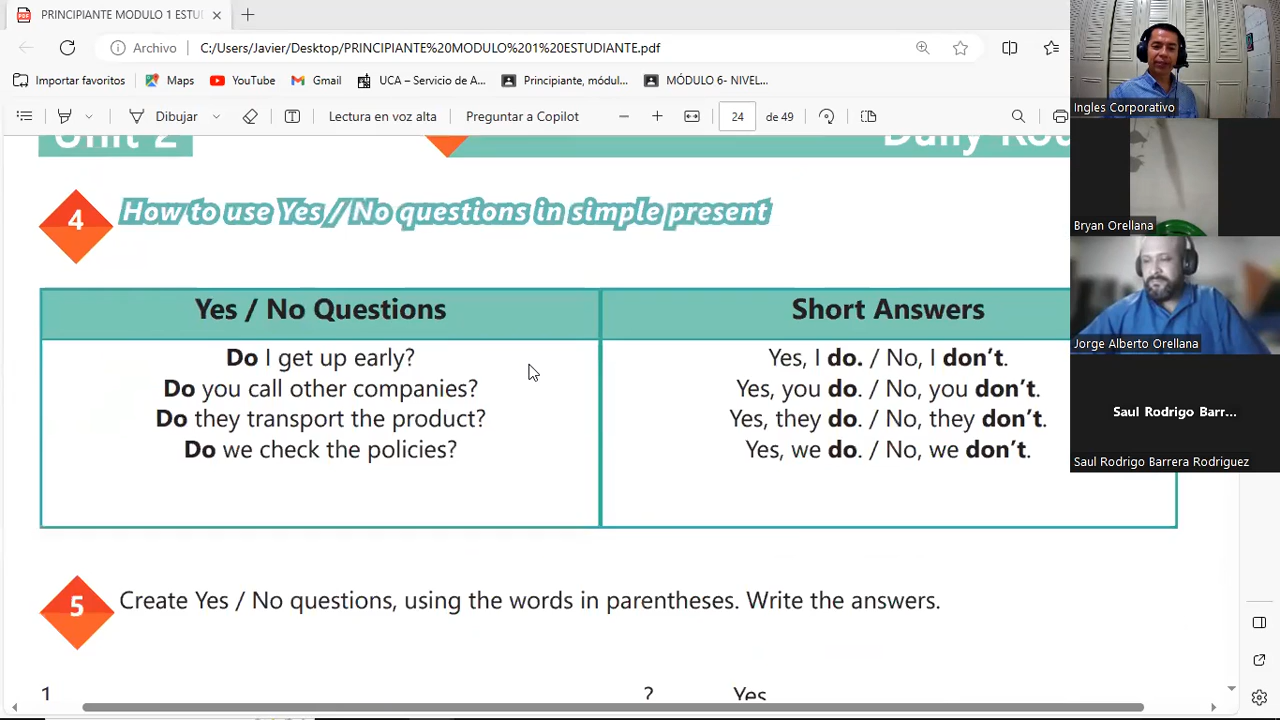 PRINCIPIANTE MODULO 1 ESTU
Archivo
C:/Users/Javier/Desktop/PRINCIPIANTE%20MODULO%201%20ESTUDIANTE.pdf
Importar favoritos
Maps
YouTube
Gmail
UCA – Servicio de A...
Principiante, módul...
MÓDULO 6- NIVEL...
Dibujar
Lectura en voz alta
Preguntar a Copilot
24
de 49
Unit 2
Daily Rou
4
How to use Yes / No questions in simple present
Yes / No Questions
Short Answers
Do I get up early?
Yes, I do. / No, I don't.
Do you call other companies?
Yes, you do. / No, you don't.
Do they transport the product?
Yes, they do. / No, they don't.
Do we check the policies?
Yes, we do. / No, we don't.
5
Create Yes / No questions, using the words in parentheses. Write the answers.
1
?
Yes
Ingles Corporativo
Bryan Orellana
Jorge Alberto Orellana
Saul Rodrigo Barr...
Saul Rodrigo Barrera Rodriguez